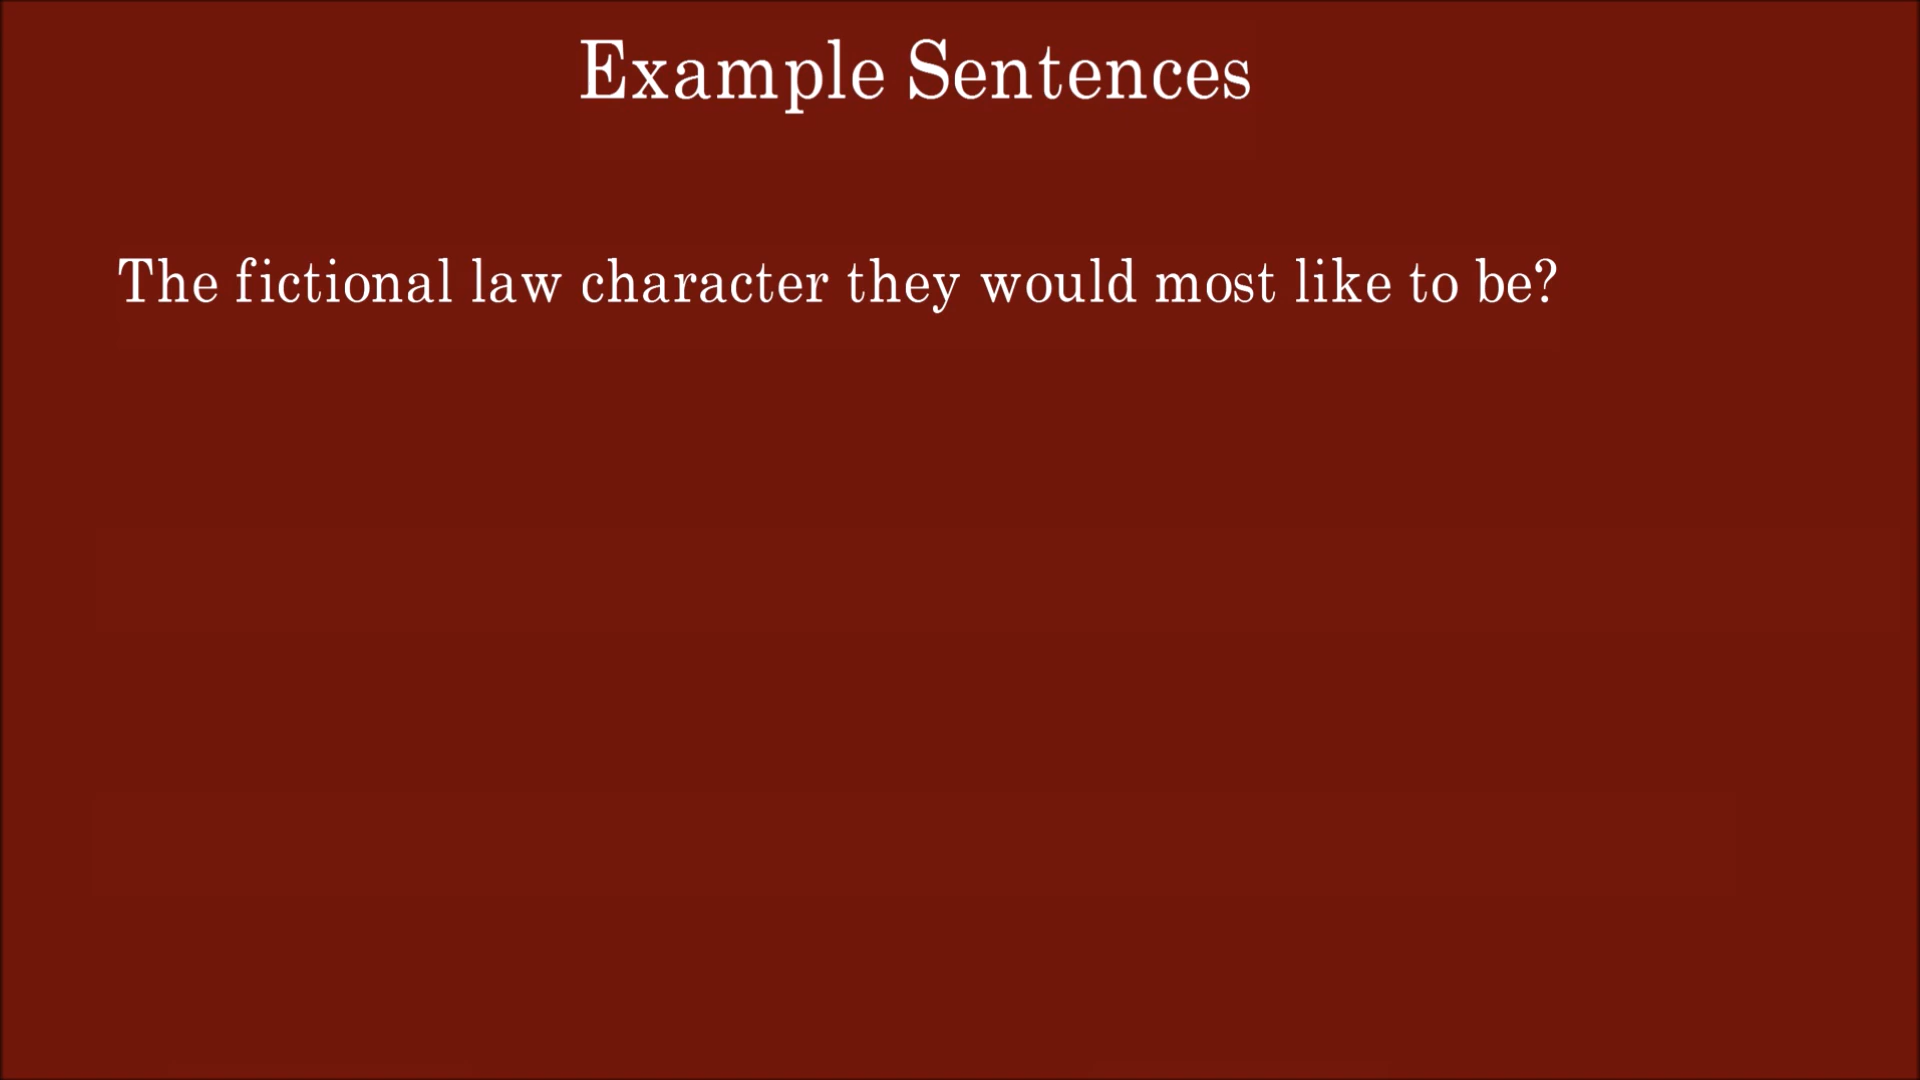 Example Sentences
The fictional law character they would most like to be?